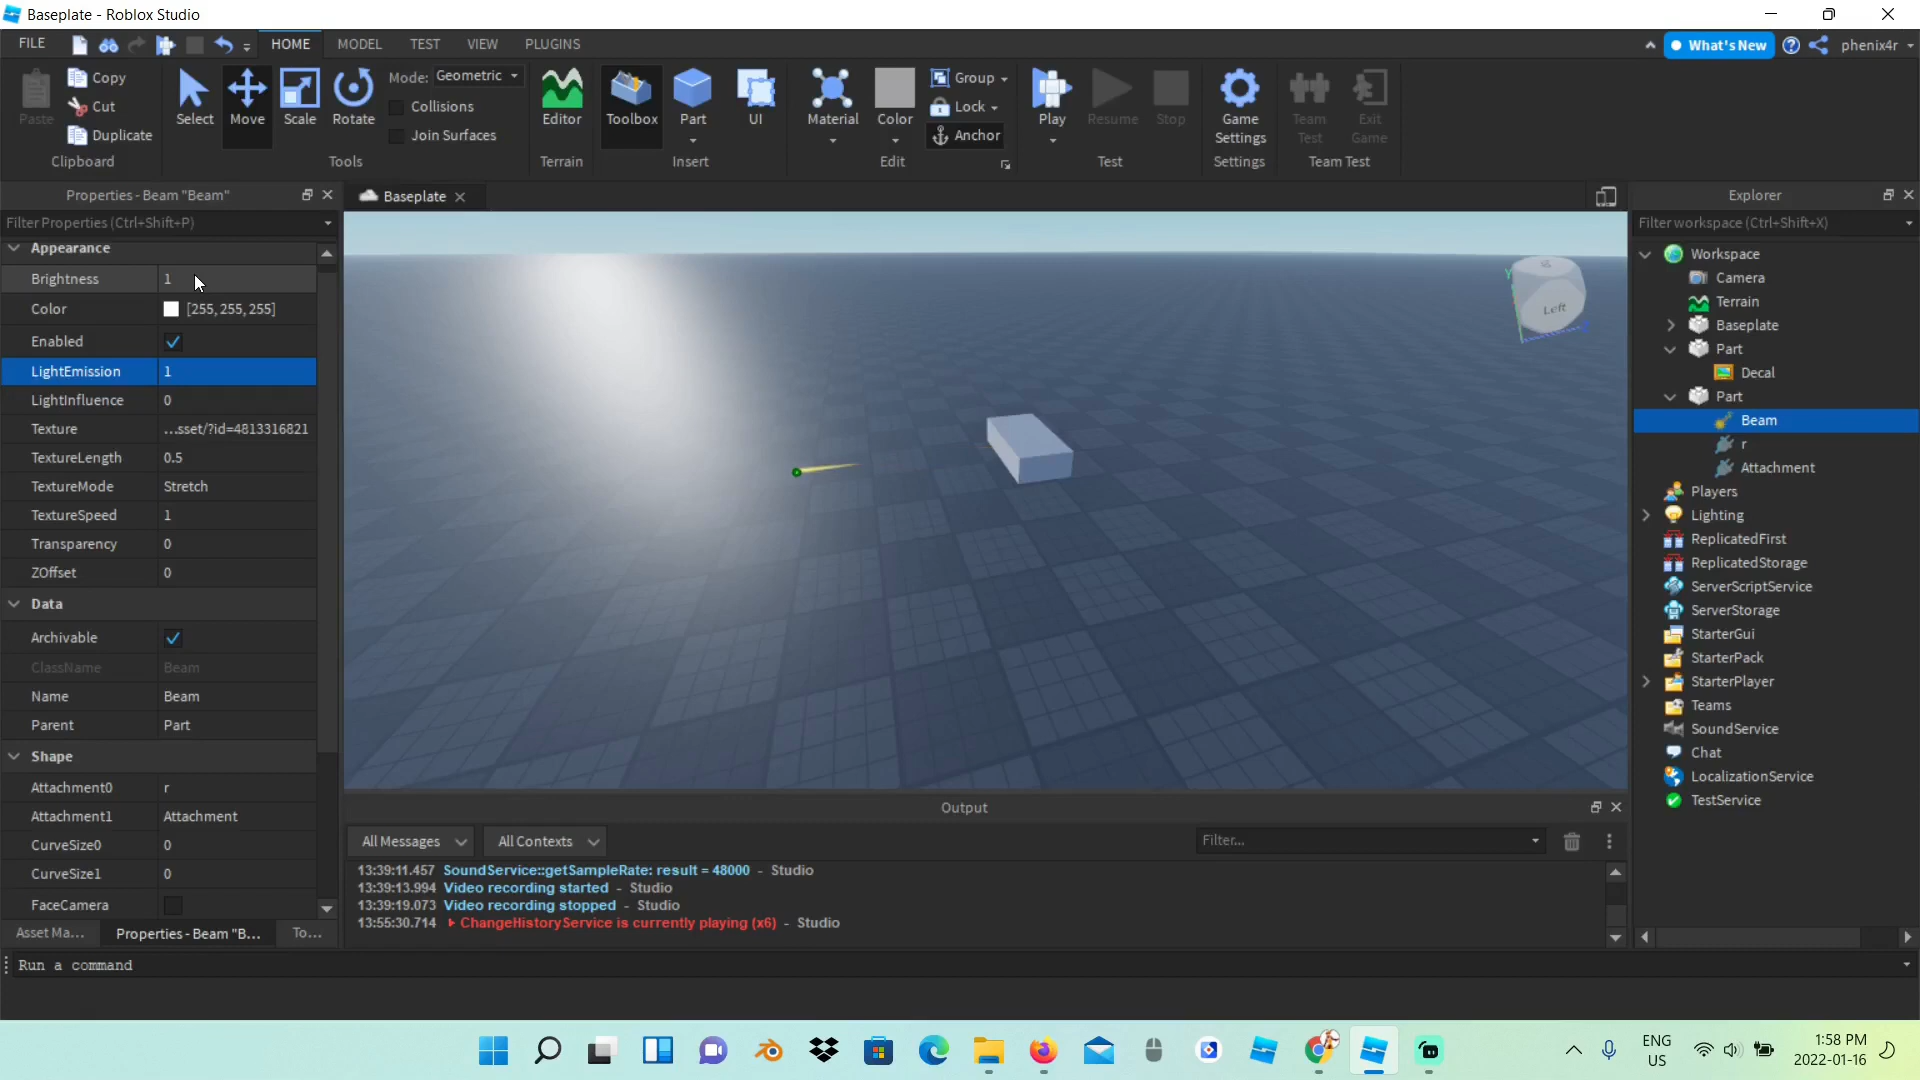 Baseplate - Roblox Studio
FILE
HOME
MODEL
TEST
VIEW
PLUGINS
What's New
phenix4r
Paste
Copy
Cut
Duplicate
Clipboard
Select
Move
Scale
Rotate
Mode: Geometric
Collisions
Join Surfaces
Tools
Editor
Terrain
Toolbox
Part
UI
Insert
Material
Color
Group
Lock
Anchor
Edit
Play
Resume
Stop
Test
Game
Settings
Settings
Team
Test
Exit
Game
Team Test
Properties - Beam "Beam"
Filter Properties (Ctrl+Shift+P)
Appearance
Brightness 1
Color [255, 255, 255]
Enabled
LightEmission 1
LightInfluence 0
Texture ...sset/?id=4813316821
TextureLength 0.5
TextureMode Stretch
TextureSpeed 1
Transparency 0
ZOffset 0
Data
Archivable
ClassName Beam
Name Beam
Parent Part
Shape
Attachment0 r
Attachment1 Attachment
CurveSize0 0
CurveSize1 0
FaceCamera
Asset Ma...
Properties - Beam "B...
To...
Baseplate
Left
Y
Output
All Messages
All Contexts
Filter...
13:39:11.457 SoundService::getSampleRate: result = 48000 - Studio
13:39:13.994 Video recording started - Studio
13:39:19.073 Video recording stopped - Studio
13:55:30.714 ChangeHistoryService is currently playing (x6) - Studio
Explorer
Filter workspace (Ctrl+Shift+X)
Workspace
Camera
Terrain
Baseplate
Part
Decal
Part
Beam
r
Attachment
Players
Lighting
ReplicatedFirst
ReplicatedStorage
ServerScriptService
ServerStorage
StarterGui
StarterPack
StarterPlayer
Teams
SoundService
Chat
LocalizationService
TestService
Run a command
ENG
US
1:58 PM
2022-01-16